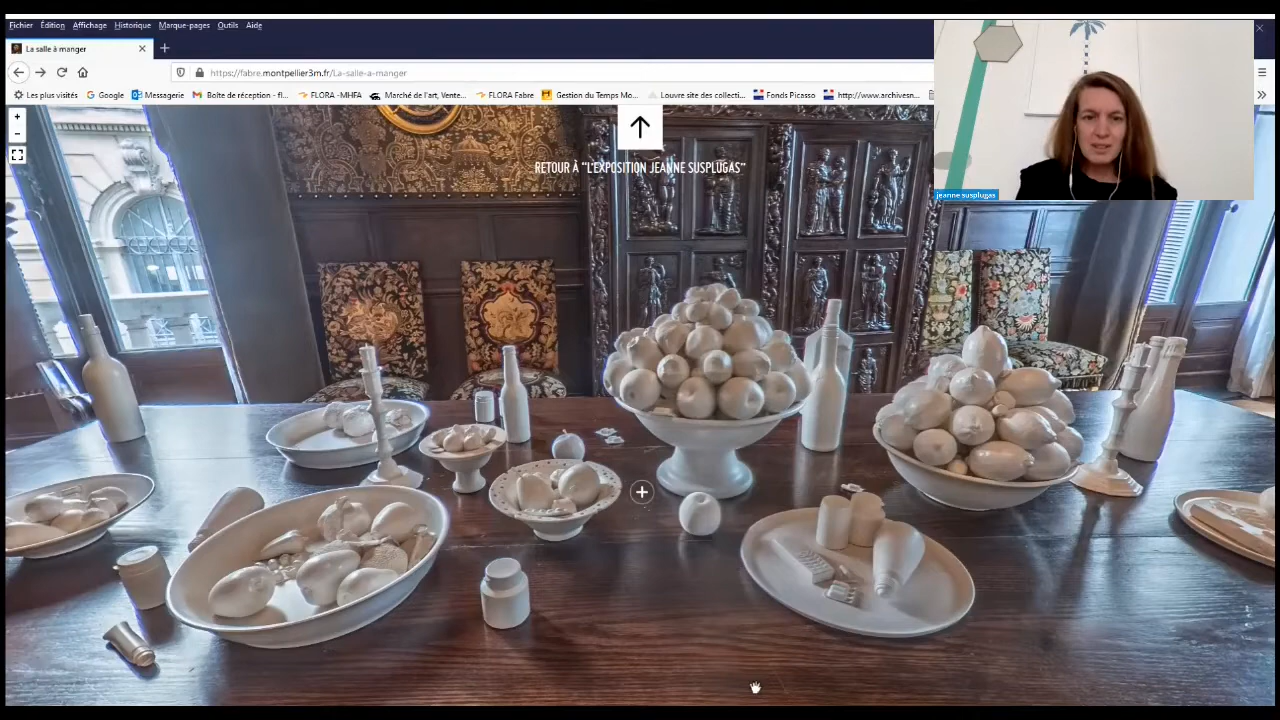 Fichier Édition Affichage Historique Marque-pages Outils Aide
La salle à manger
https://fabre.montpellier3m.fr/La-salle-a-manger
Les plus visités Google Messagerie Boîte de réception - fl... FLORA -MHFA Marché de l'art, Vente... FLORA Fabre Gestion du Temps Mo... Louvre site des collecti... Fonds Picasso http://www.archivesn...
RETOUR À "L'EXPOSITION JEANNE SUSPLUGAS"
jeanne susplugas